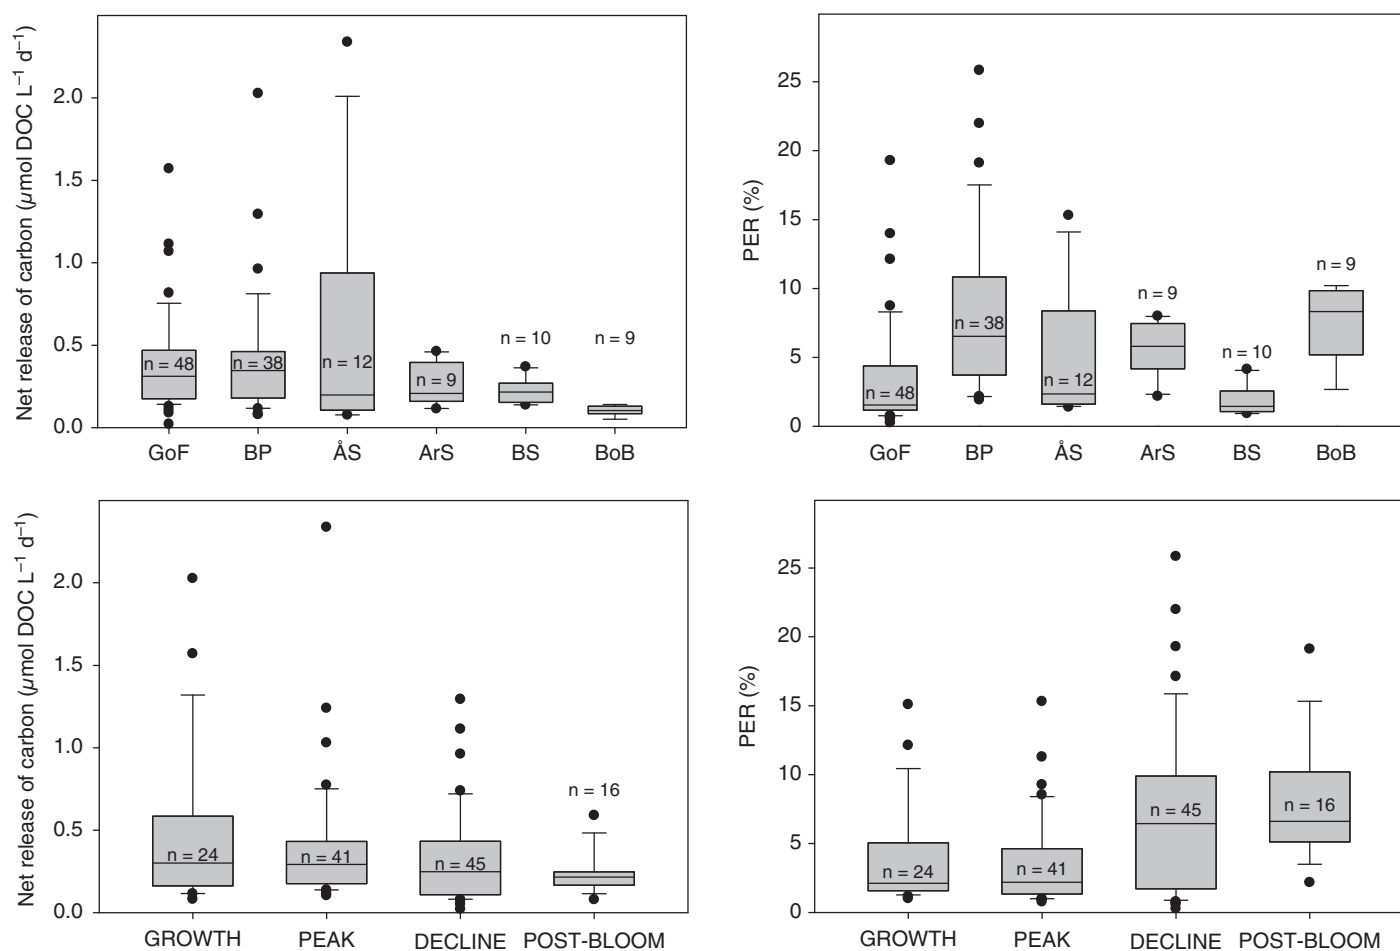 Net release of carbon (µmol DOC L⁻¹ d⁻¹)
2.0
1.5
1.0
0.5
0.0
n = 48
n = 38
n = 12
n = 9
n = 10
n = 9
GoF BP ÅS ArS BS BoB
PER (%)
25
20
15
10
5
0
n = 48
n = 38
n = 12
n = 9
n = 10
n = 9
GoF BP ÅS ArS BS BoB
Net release of carbon (µmol DOC L⁻¹ d⁻¹)
2.0
1.5
1.0
0.5
0.0
n = 24
n = 41
n = 45
n = 16
GROWTH PEAK DECLINE POST-BLOOM
PER (%)
25
20
15
10
5
0
n = 24
n = 41
n = 45
n = 16
GROWTH PEAK DECLINE POST-BLOOM